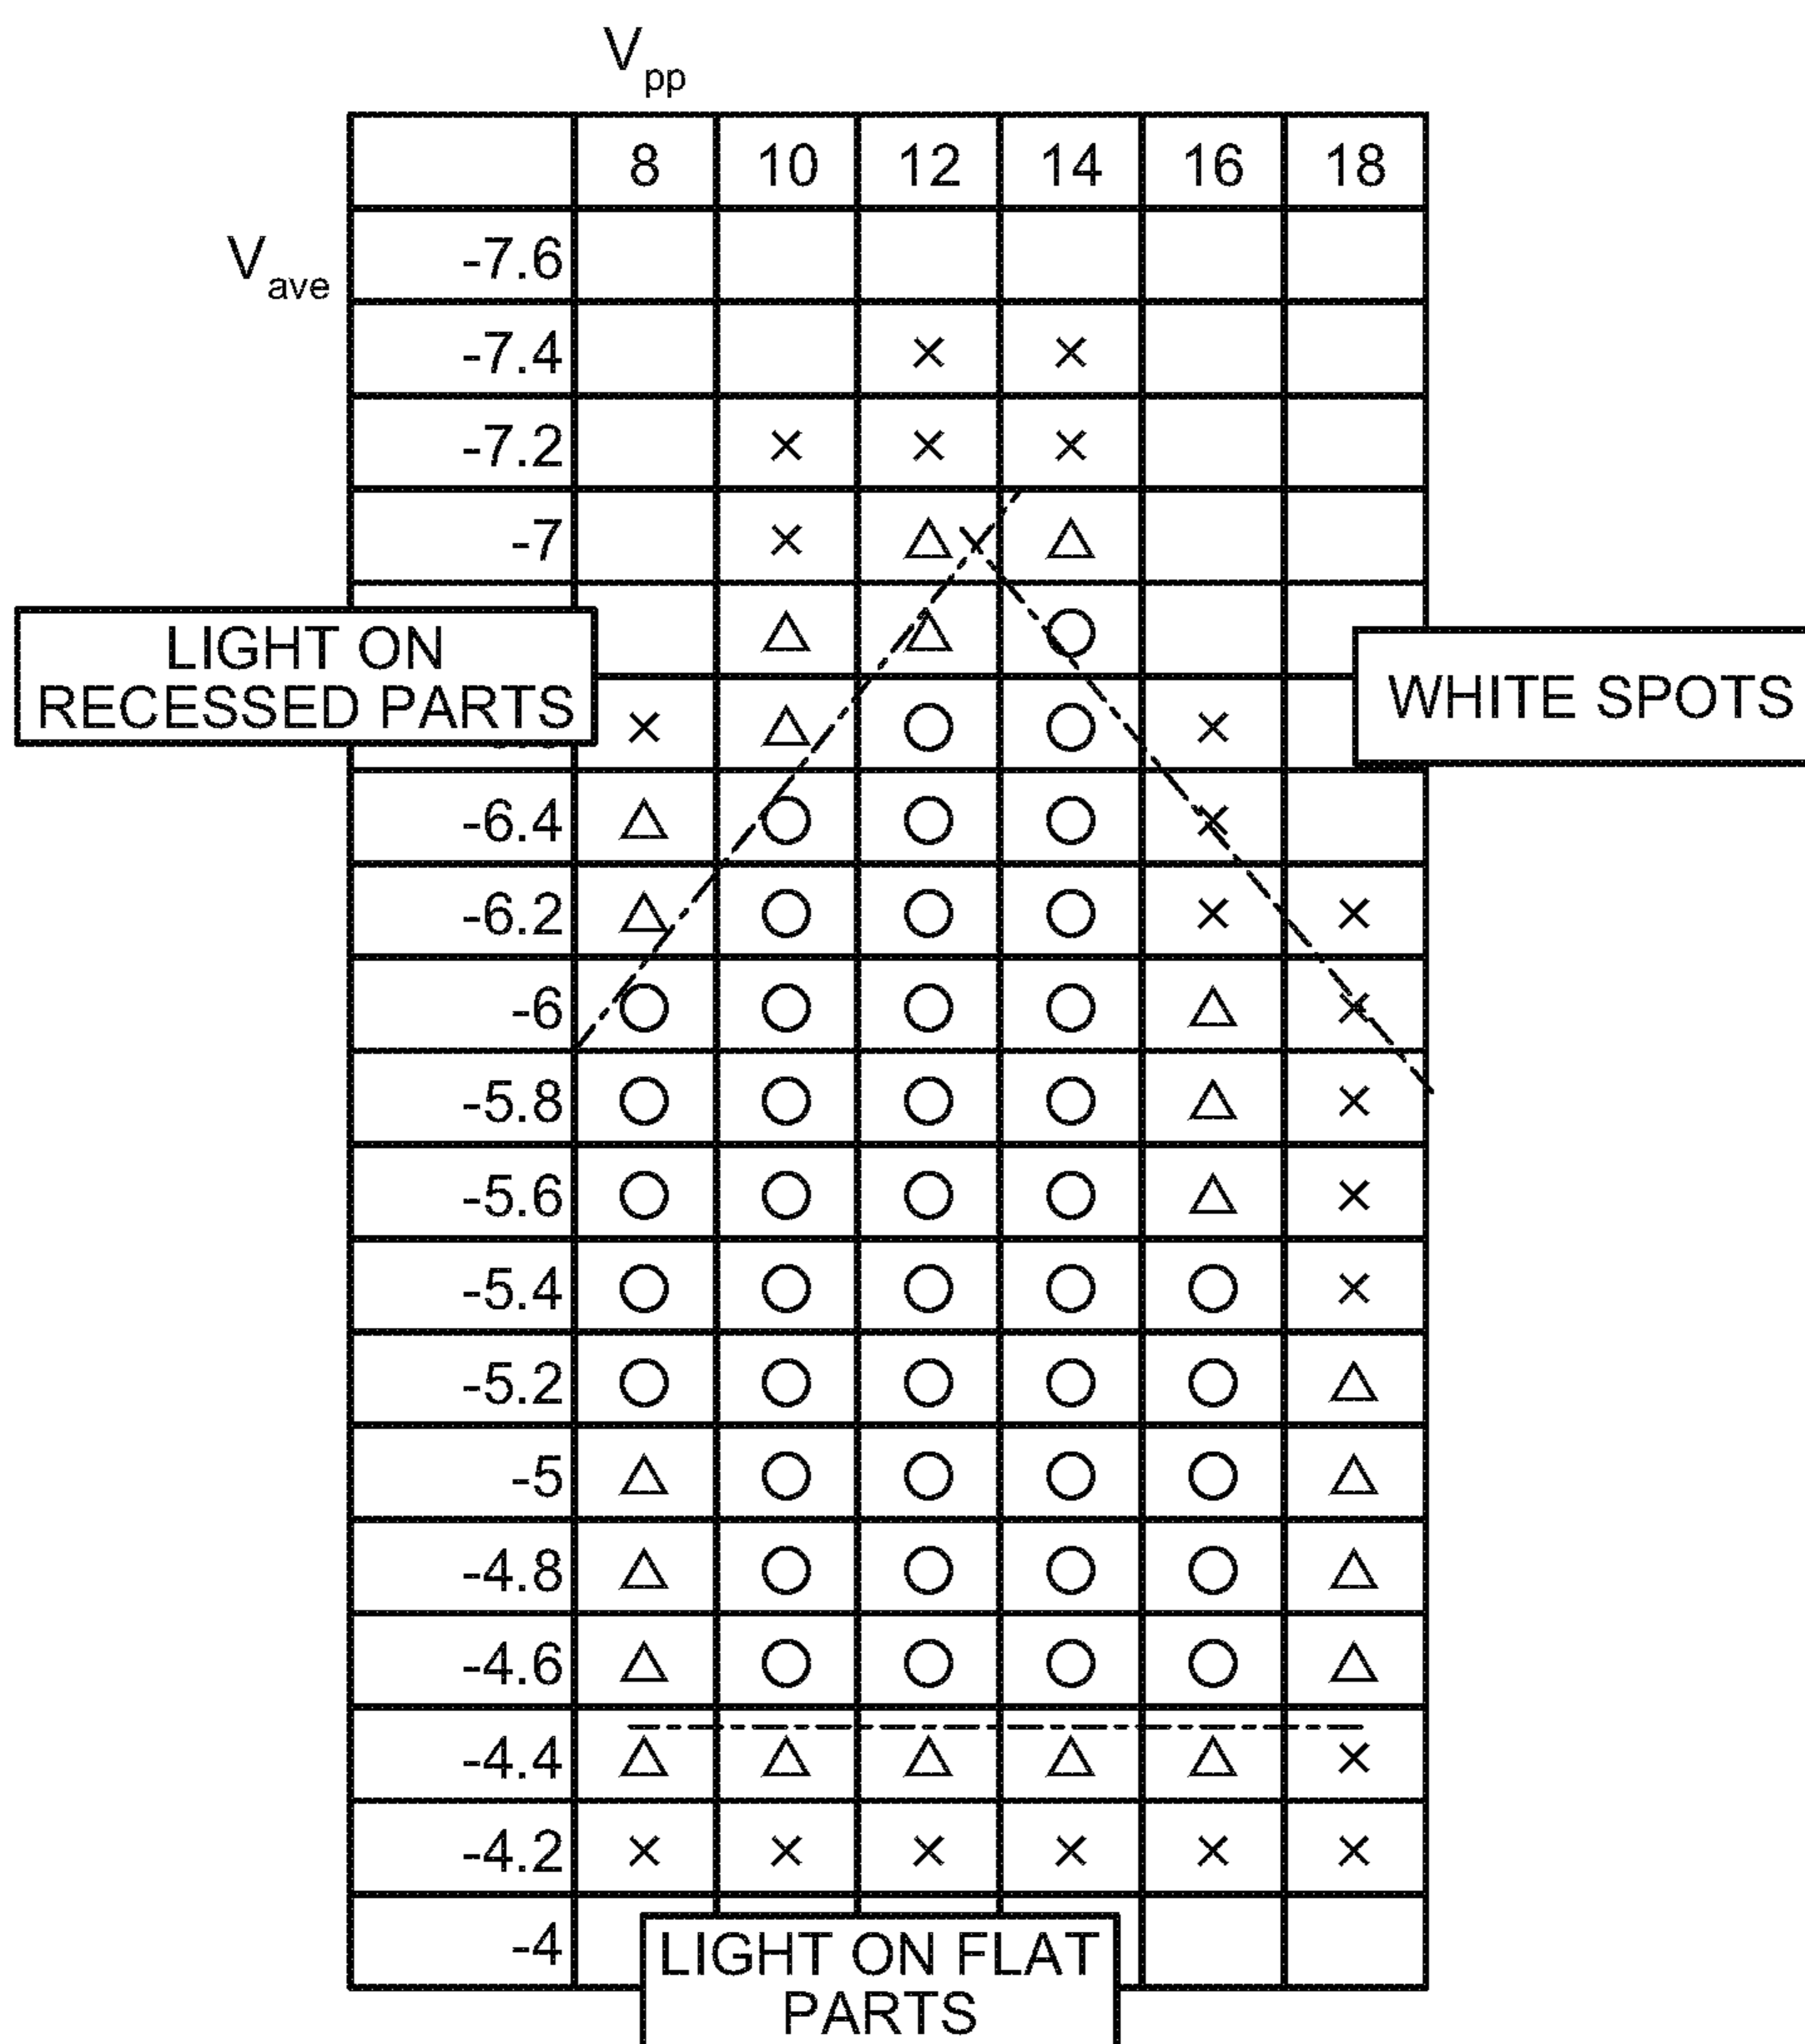 Vpp
8 10 12 14 16 18
Vave
-7.6
-7.4 × ×
-7.2 × × ×
-7 × △ △
LIGHT ON
RECESSED PARTS
△ △ ○
WHITE SPOTS
× △ ○ ○ ×
-6.4 △ ○ ○ ○ ×
-6.2 △ ○ ○ ○ × ×
-6 ○ ○ ○ ○ △ ×
-5.8 ○ ○ ○ ○ △ ×
-5.6 ○ ○ ○ ○ △ ×
-5.4 ○ ○ ○ ○ ○ ×
-5.2 ○ ○ ○ ○ ○ △
-5 △ ○ ○ ○ ○ △
-4.8 △ ○ ○ ○ ○ △
-4.6 △ ○ ○ ○ ○ △
-4.4 △ △ △ △ △ ×
-4.2 × × × × × ×
-4
LIGHT ON FLAT
PARTS